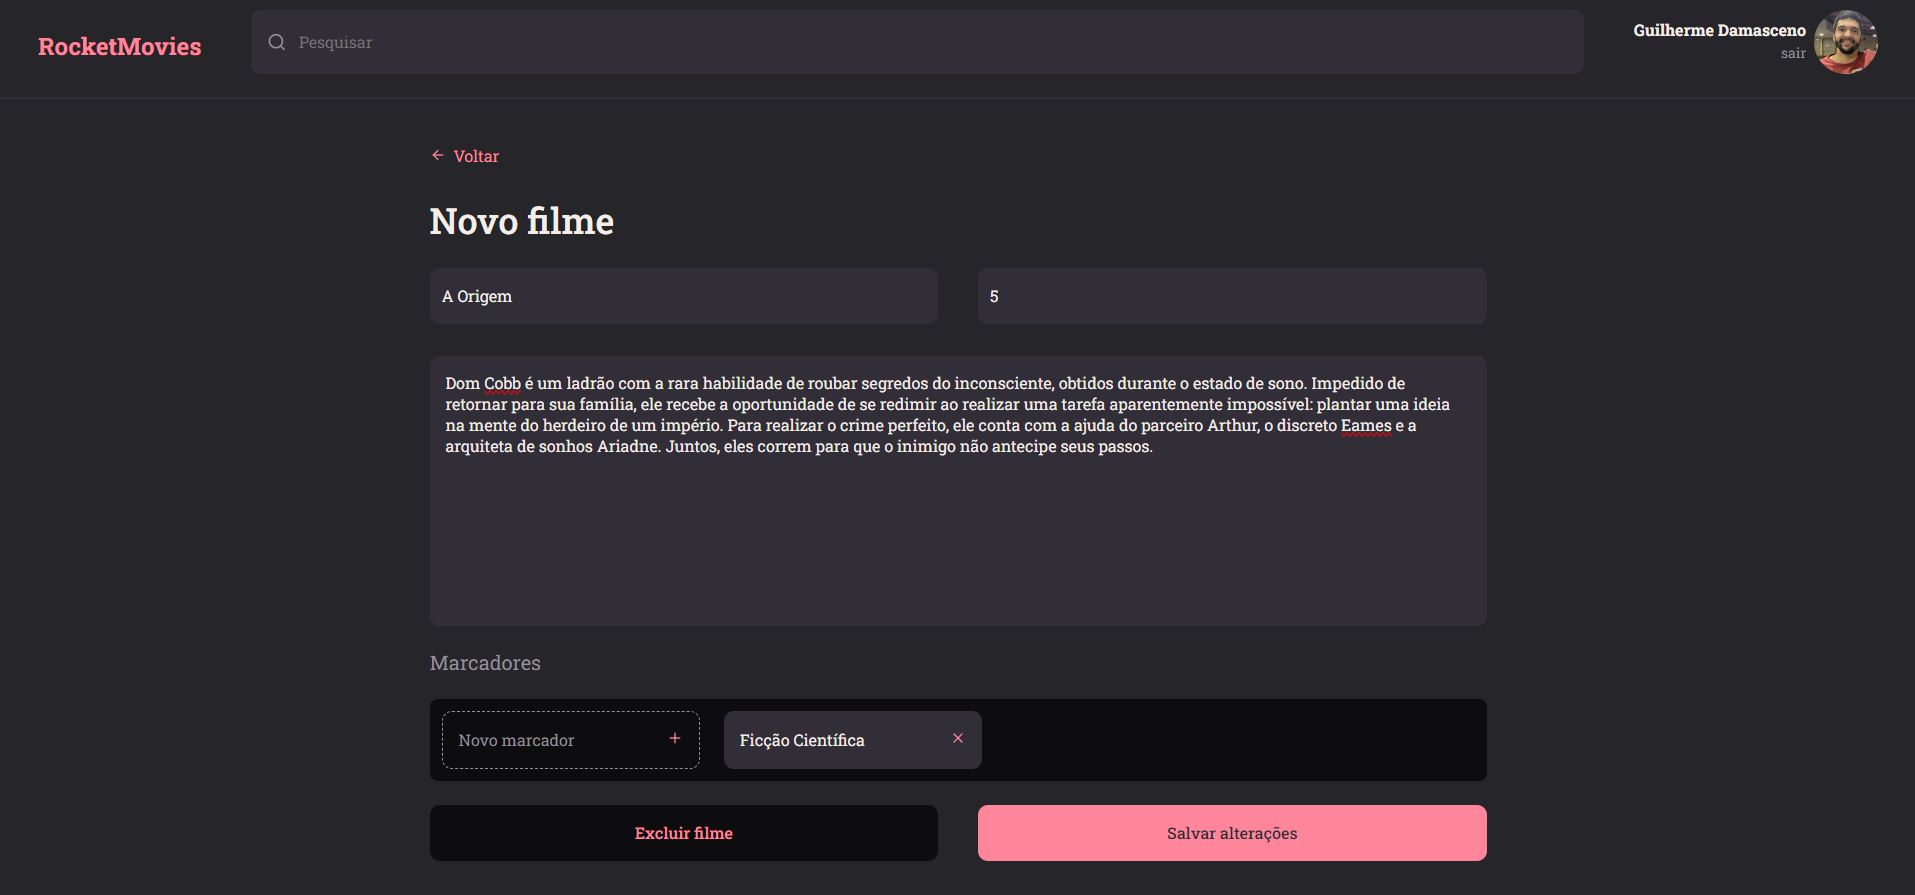 RocketMovies
Pesquisar
Guilherme Damasceno
sair
Voltar
Novo filme
A Origem
5
Dom Cobb é um ladrão com a rara habilidade de roubar segredos do inconsciente, obtidos durante o estado de sono. Impedido de
retornar para sua família, ele recebe a oportunidade de se redimir ao realizar uma tarefa aparentemente impossível: plantar uma ideia
na mente do herdeiro de um império. Para realizar o crime perfeito, ele conta com a ajuda do parceiro Arthur, o discreto Eames e a
arquiteta de sonhos Ariadne. Juntos, eles correm para que o inimigo não antecipe seus passos.
Marcadores
Novo marcador
Ficção Científica
Excluir filme
Salvar alterações